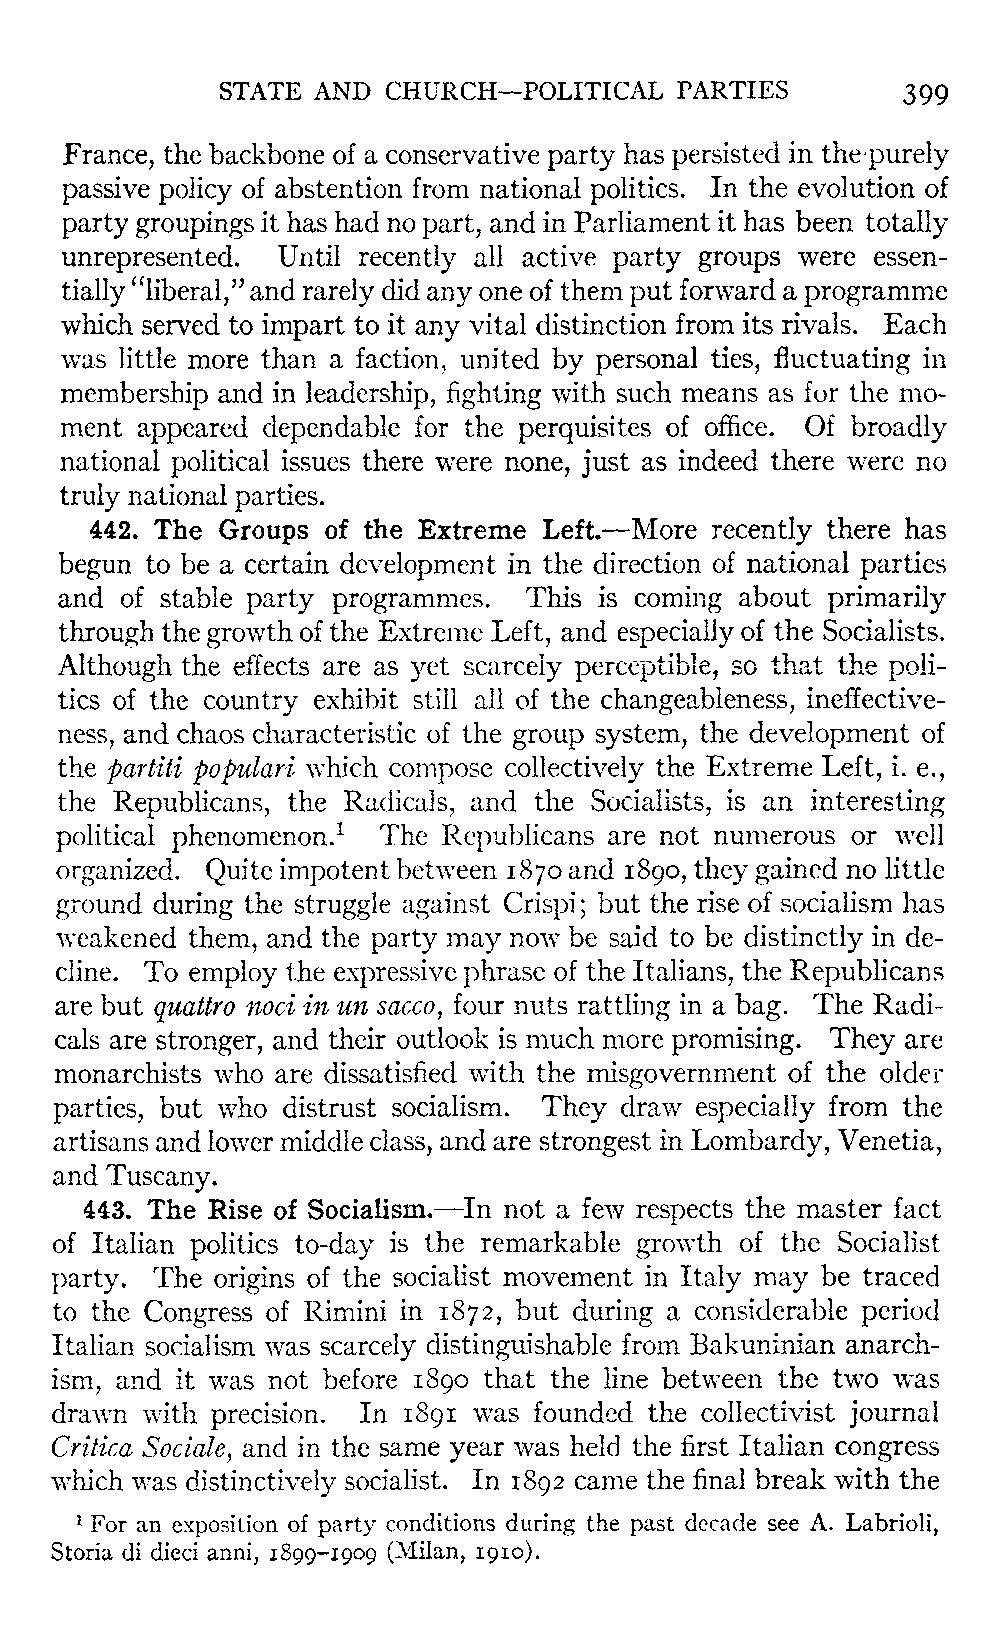 STATE AND CHURCH—POLITICAL PARTIES 399
France, the backbone of a conservative party has persisted in the purely
passive policy of abstention from national politics. In the evolution of
party groupings it has had no part, and in Parliament it has been totally
unrepresented. Until recently all active party groups were essen-
tially "liberal," and rarely did any one of them put forward a programme
which served to impart to it any vital distinction from its rivals. Each
was little more than a faction, united by personal ties, fluctuating in
membership and in leadership, fighting with such means as for the mo-
ment appeared dependable for the perquisites of office. Of broadly
national political issues there were none, just as indeed there were no
truly national parties.
442. The Groups of the Extreme Left.—More recently there has
begun to be a certain development in the direction of national parties
and of stable party programmes. This is coming about primarily
through the growth of the Extreme Left, and especially of the Socialists.
Although the effects are as yet scarcely perceptible, so that the poli-
tics of the country exhibit still all of the changeableness, ineffective-
ness, and chaos characteristic of the group system, the development of
the partiti populari which compose collectively the Extreme Left, i. e.,
the Republicans, the Radicals, and the Socialists, is an interesting
political phenomenon.¹ The Republicans are not numerous or well
organized. Quite impotent between 1870 and 1890, they gained no little
ground during the struggle against Crispi; but the rise of socialism has
weakened them, and the party may now be said to be distinctly in de-
cline. To employ the expressive phrase of the Italians, the Republicans
are but quattro noci in un sacco, four nuts rattling in a bag. The Radi-
cals are stronger, and their outlook is much more promising. They are
monarchists who are dissatisfied with the misgovernment of the older
parties, but who distrust socialism. They draw especially from the
artisans and lower middle class, and are strongest in Lombardy, Venetia,
and Tuscany.
443. The Rise of Socialism.—In not a few respects the master fact
of Italian politics to-day is the remarkable growth of the Socialist
party. The origins of the socialist movement in Italy may be traced
to the Congress of Rimini in 1872, but during a considerable period
Italian socialism was scarcely distinguishable from Bakuninian anarch-
ism, and it was not before 1890 that the line between the two was
drawn with precision. In 1891 was founded the collectivist journal
Critica Sociale, and in the same year was held the first Italian congress
which was distinctively socialist. In 1892 came the final break with the
¹ For an exposition of party conditions during the past decade see A. Labrioli,
Storia di dieci anni, 1899–1909 (Milan, 1910).